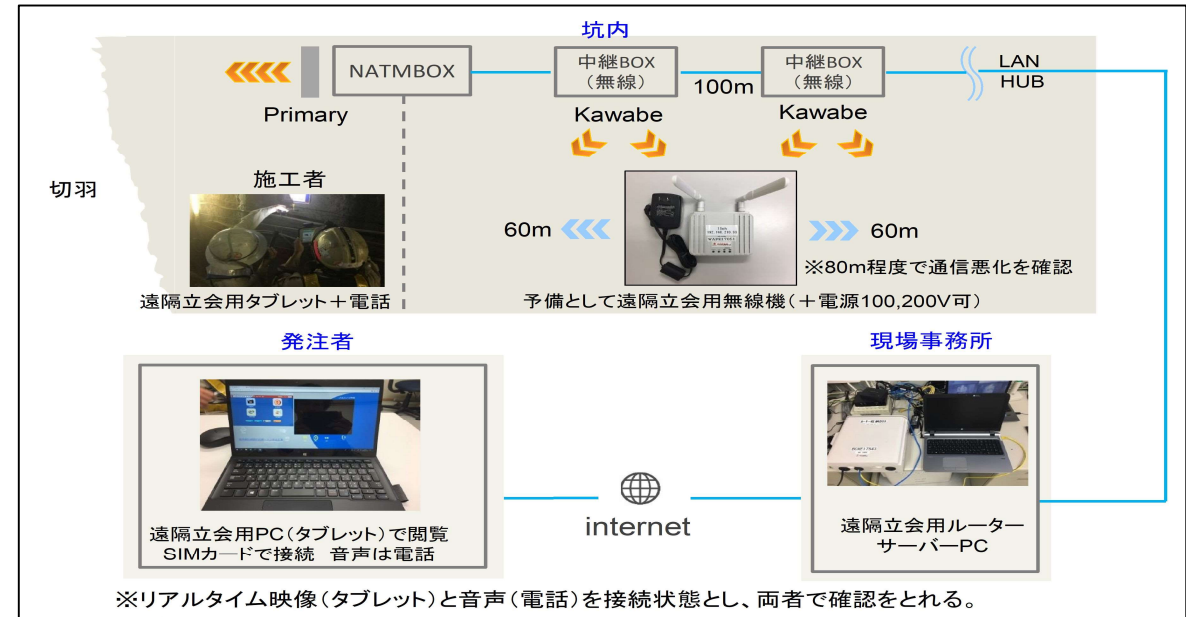 坑内
NATMBOX
中継BOX
（無線）
100m
中継BOX
（無線）
LAN
HUB
Primary
Kawabe
Kawabe
切羽
施工者
60m
60m
※80m程度で通信悪化を確認
遠隔立会用タブレット＋電話
予備として遠隔立会用無線機（＋電源100,200V可）
発注者
現場事務所
internet
遠隔立会用PC（タブレット）で閲覧
SIMカードで接続　音声は電話
遠隔立会用ルーター
サーバーPC
※リアルタイム映像（タブレット）と音声（電話）を接続状態とし、両者で確認をとれる。